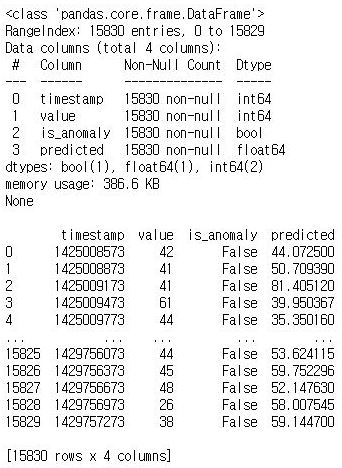 <class 'pandas.core.frame.DataFrame'>
RangeIndex: 15830 entries, 0 to 15829
Data columns (total 4 columns):
 #   Column      Non-Null Count  Dtype
---  ------      --------------  -----
 0   timestamp   15830 non-null  int64
 1   value       15830 non-null  int64
 2   is_anomaly  15830 non-null  bool
 3   predicted   15830 non-null  float64
dtypes: bool(1), float64(1), int64(2)
memory usage: 386.6 KB
None
        timestamp  value  is_anomaly  predicted
0      1425008573     42       False  44.072500
1      1425008873     41       False  50.709390
2      1425009173     41       False  81.405120
3      1425009473     61       False  39.950367
4      1425009773     44       False  35.350160
...           ...    ...         ...        ...
15825  1429756073     44       False  53.624115
15826  1429756373     45       False  59.752296
15827  1429756673     48       False  52.147630
15828  1429756973     26       False  58.007545
15829  1429757273     38       False  59.144700
[15830 rows x 4 columns]